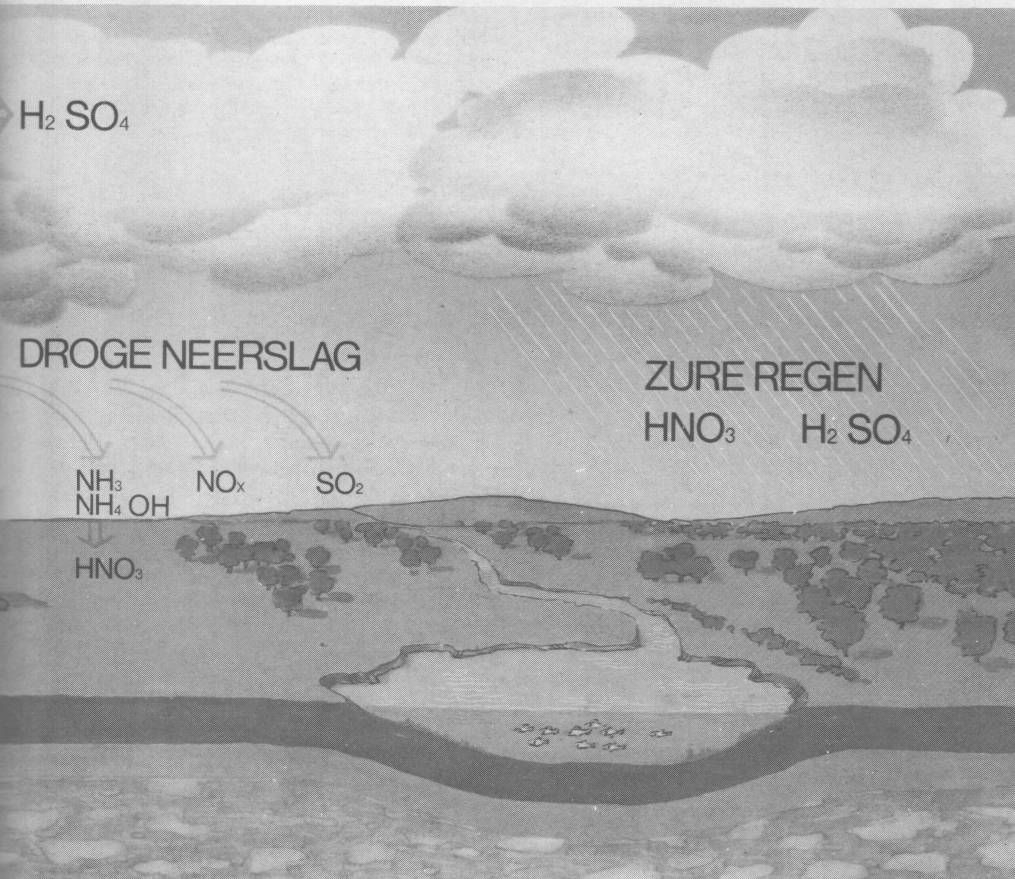 H2 SO4
DROGE NEERSLAG
ZURE REGEN
HNO3 H2 SO4
NH3 NOx SO2
NH4 OH
HNO3